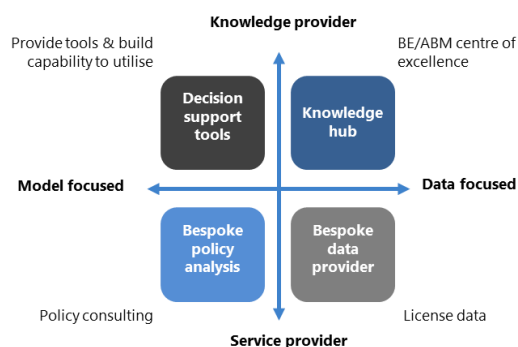 Knowledge provider
Provide tools & build
capability to utilise
BE/ABM centre of
excellence
Decision
support
tools
Knowledge
hub
Model focused
Data focused
Bespoke
policy
analysis
Bespoke
data
provider
Policy consulting
License data
Service provider